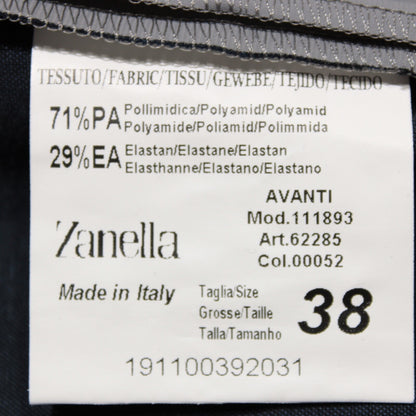 TESSUTO/FABRIC/TISSU/GEWEBE/TEJIDO/TECIDO
71%PA Pollimidica/Polyamid/Polyamid
Polyamide/Poliamid/Polimmida
29%EA Elastan/Elastane/Elastan
Elasthanne/Elastano/Elastano
AVANTI
Mod.111893
Art.62285
Col.00052
Zanella
Made in Italy
Taglia/Size
Grosse/Taille
Talla/Tamanho
38
191100392031